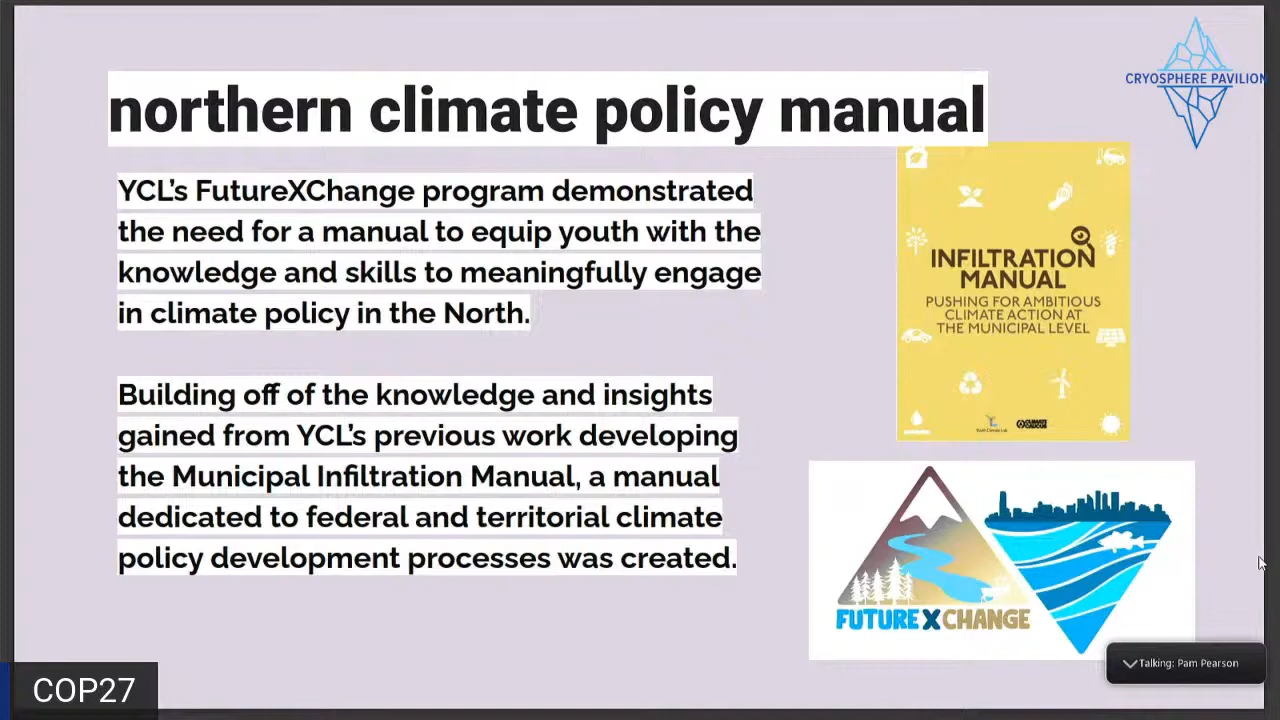 northern climate policy manual
CRYOSPHERE PAVILION
YCL's FutureXChange program demonstrated
the need for a manual to equip youth with the
knowledge and skills to meaningfully engage
in climate policy in the North.
Building off of the knowledge and insights
gained from YCL's previous work developing
the Municipal Infiltration Manual, a manual
dedicated to federal and territorial climate
policy development processes was created.
INFILTRATION
MANUAL
PUSHING FOR AMBITIOUS
CLIMATE ACTION AT
THE MUNICIPAL LEVEL
CLIMATE
CAUCUS
FUTURE X CHANGE
Talking: Pam Pearson
COP27